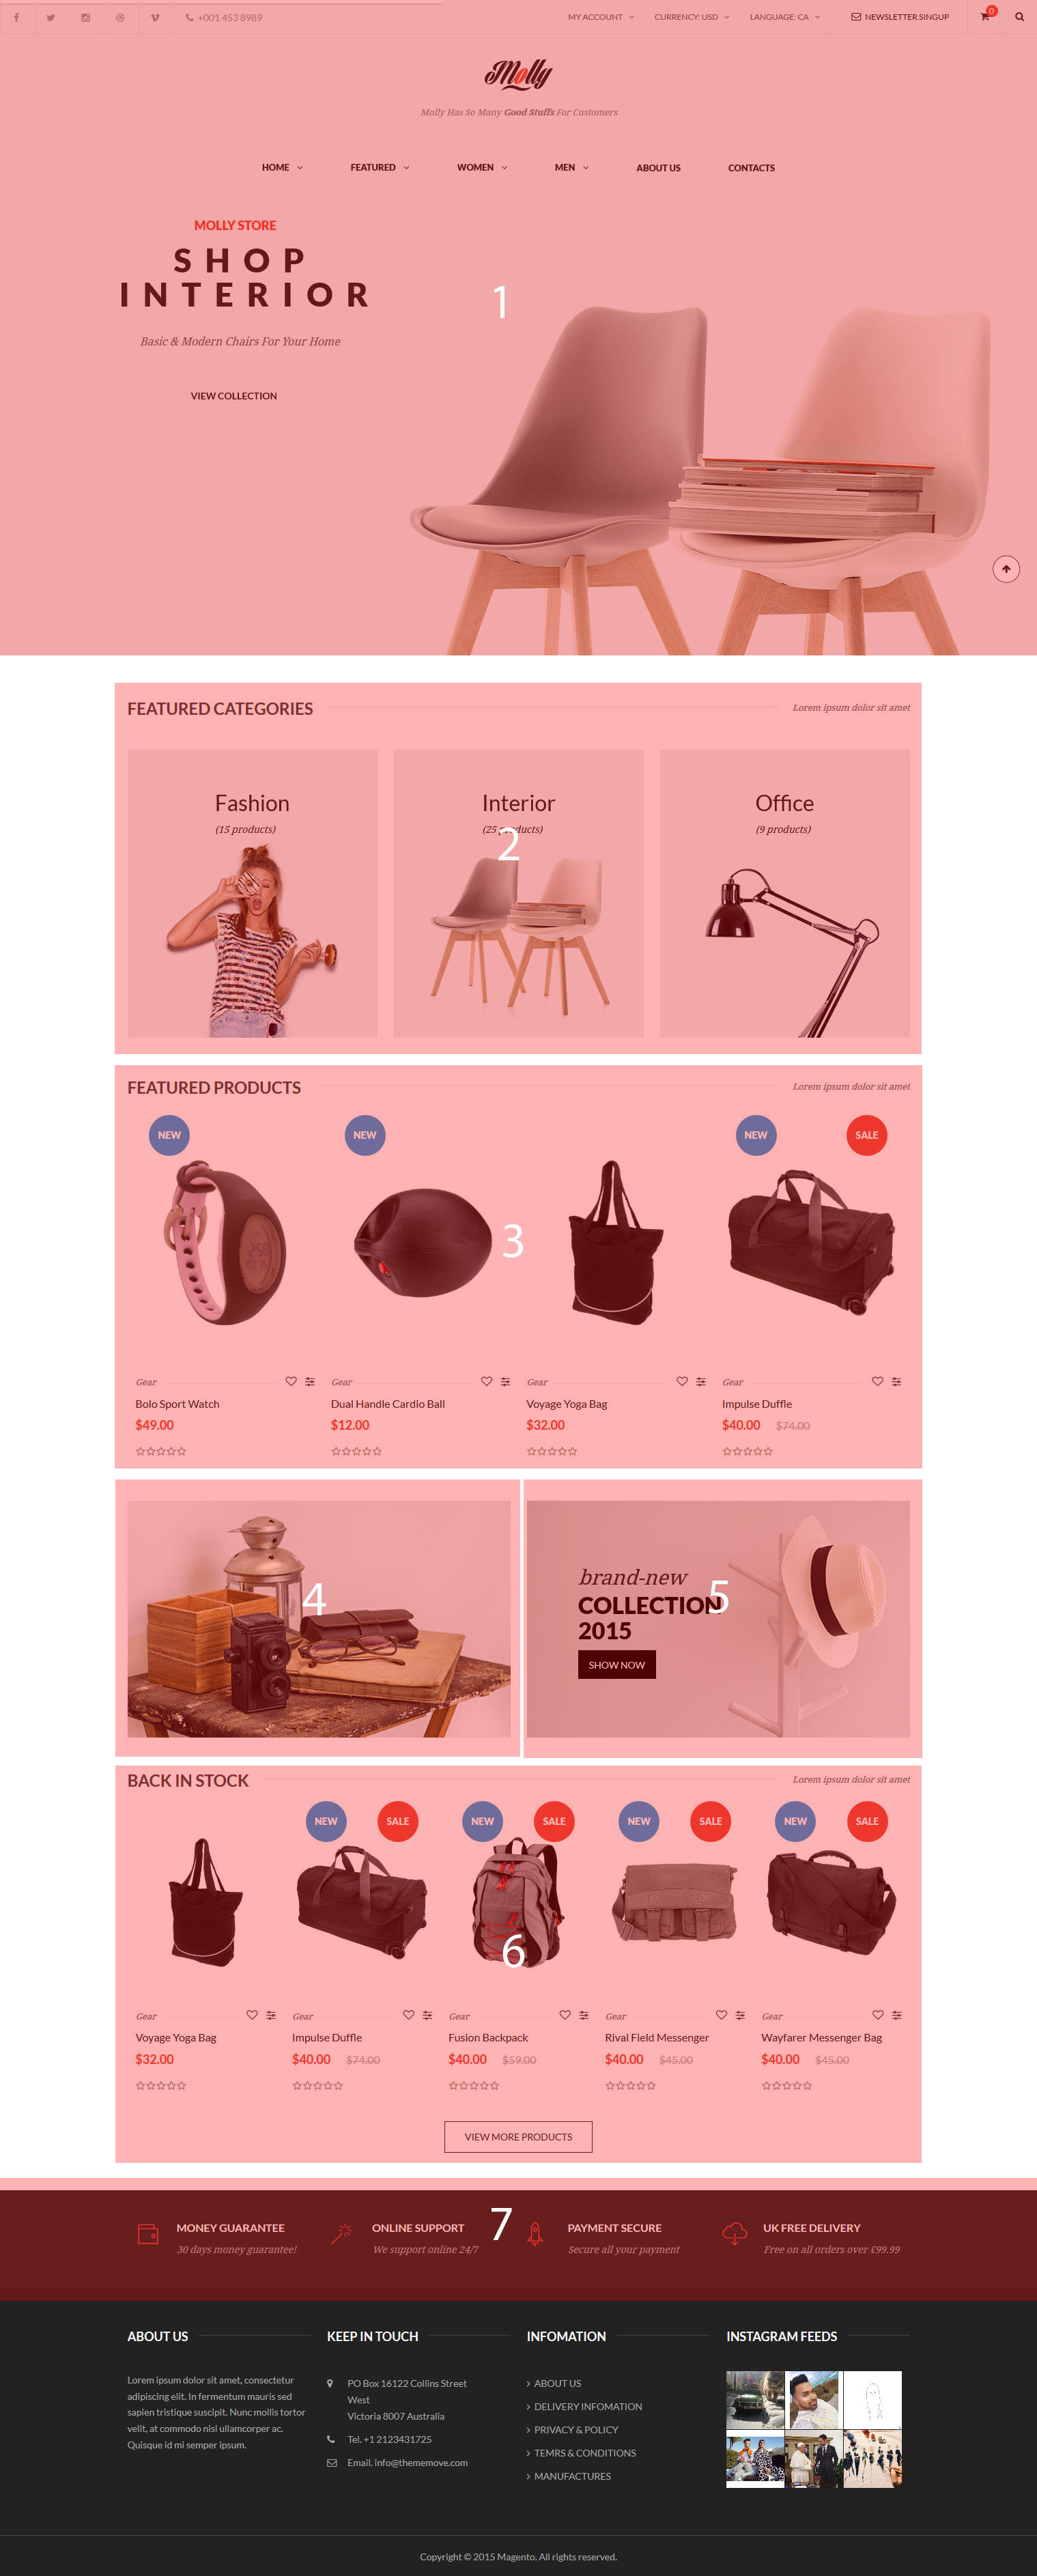 +001 453 8989
MY ACCOUNT
CURRENCY: USD
LANGUAGE: CA
NEWSLETTER SINGUP
0
Molly
Molly Has So Many Good Stuffs For Customers
HOME
FEATURED
WOMEN
MEN
ABOUT US
CONTACTS
MOLLY STORE
SHOP
INTERIOR
1
Basic & Modern Chairs For Your Home
VIEW COLLECTION
FEATURED CATEGORIES
Lorem ipsum dolor sit amet
Fashion
(15 products)
Interior
(25 products)
2
Office
(9 products)
FEATURED PRODUCTS
Lorem ipsum dolor sit amet
NEW
NEW
NEW
SALE
3
Gear
Bolo Sport Watch
$49.00
Gear
Dual Handle Cardio Ball
$12.00
Gear
Voyage Yoga Bag
$32.00
Gear
Impulse Duffle
$40.00 $74.00
4
brand-new
COLLECTION
2015
5
SHOW NOW
BACK IN STOCK
Lorem ipsum dolor sit amet
NEW
SALE
NEW
SALE
NEW
SALE
NEW
SALE
6
Gear
Voyage Yoga Bag
$32.00
Gear
Impulse Duffle
$40.00 $74.00
Gear
Fusion Backpack
$40.00 $59.00
Gear
Rival Field Messenger
$40.00 $45.00
Gear
Wayfarer Messenger Bag
$40.00 $45.00
VIEW MORE PRODUCTS
7
MONEY GUARANTEE
30 days money guarantee!
ONLINE SUPPORT
We support online 24/7
PAYMENT SECURE
Secure all your payment
UK FREE DELIVERY
Free on all orders over £99.99
ABOUT US
Lorem ipsum dolor sit amet, consectetur
adipiscing elit. In fermentum mauris sed
sapien tristique suscipit. Nunc mollis tortor
velit, at commodo nisi ullamcorper ac.
Quisque id mi semper ipsum.
KEEP IN TOUCH
PO Box 16122 Collins Street
West
Victoria 8007 Australia
Tel. +1 2123431725
Email. info@thememove.com
INFOMATION
ABOUT US
DELIVERY INFOMATION
PRIVACY & POLICY
TEMRS & CONDITIONS
MANUFACTURES
INSTAGRAM FEEDS
Copyright © 2015 Magento. All rights reserved.